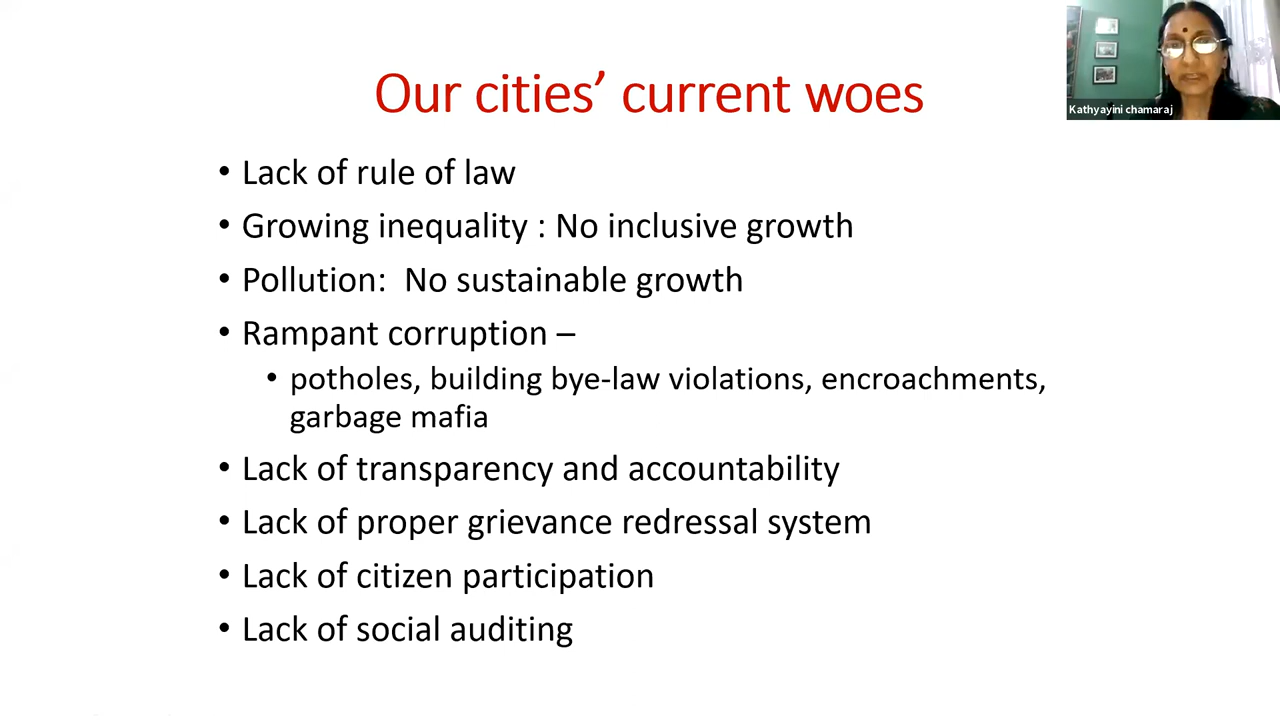 Our cities’ current woes
Kathyayini chamaraj
• Lack of rule of law
• Growing inequality : No inclusive growth
• Pollution:  No sustainable growth
• Rampant corruption –
• potholes, building bye-law violations, encroachments,
garbage mafia
• Lack of transparency and accountability
• Lack of proper grievance redressal system
• Lack of citizen participation
• Lack of social auditing